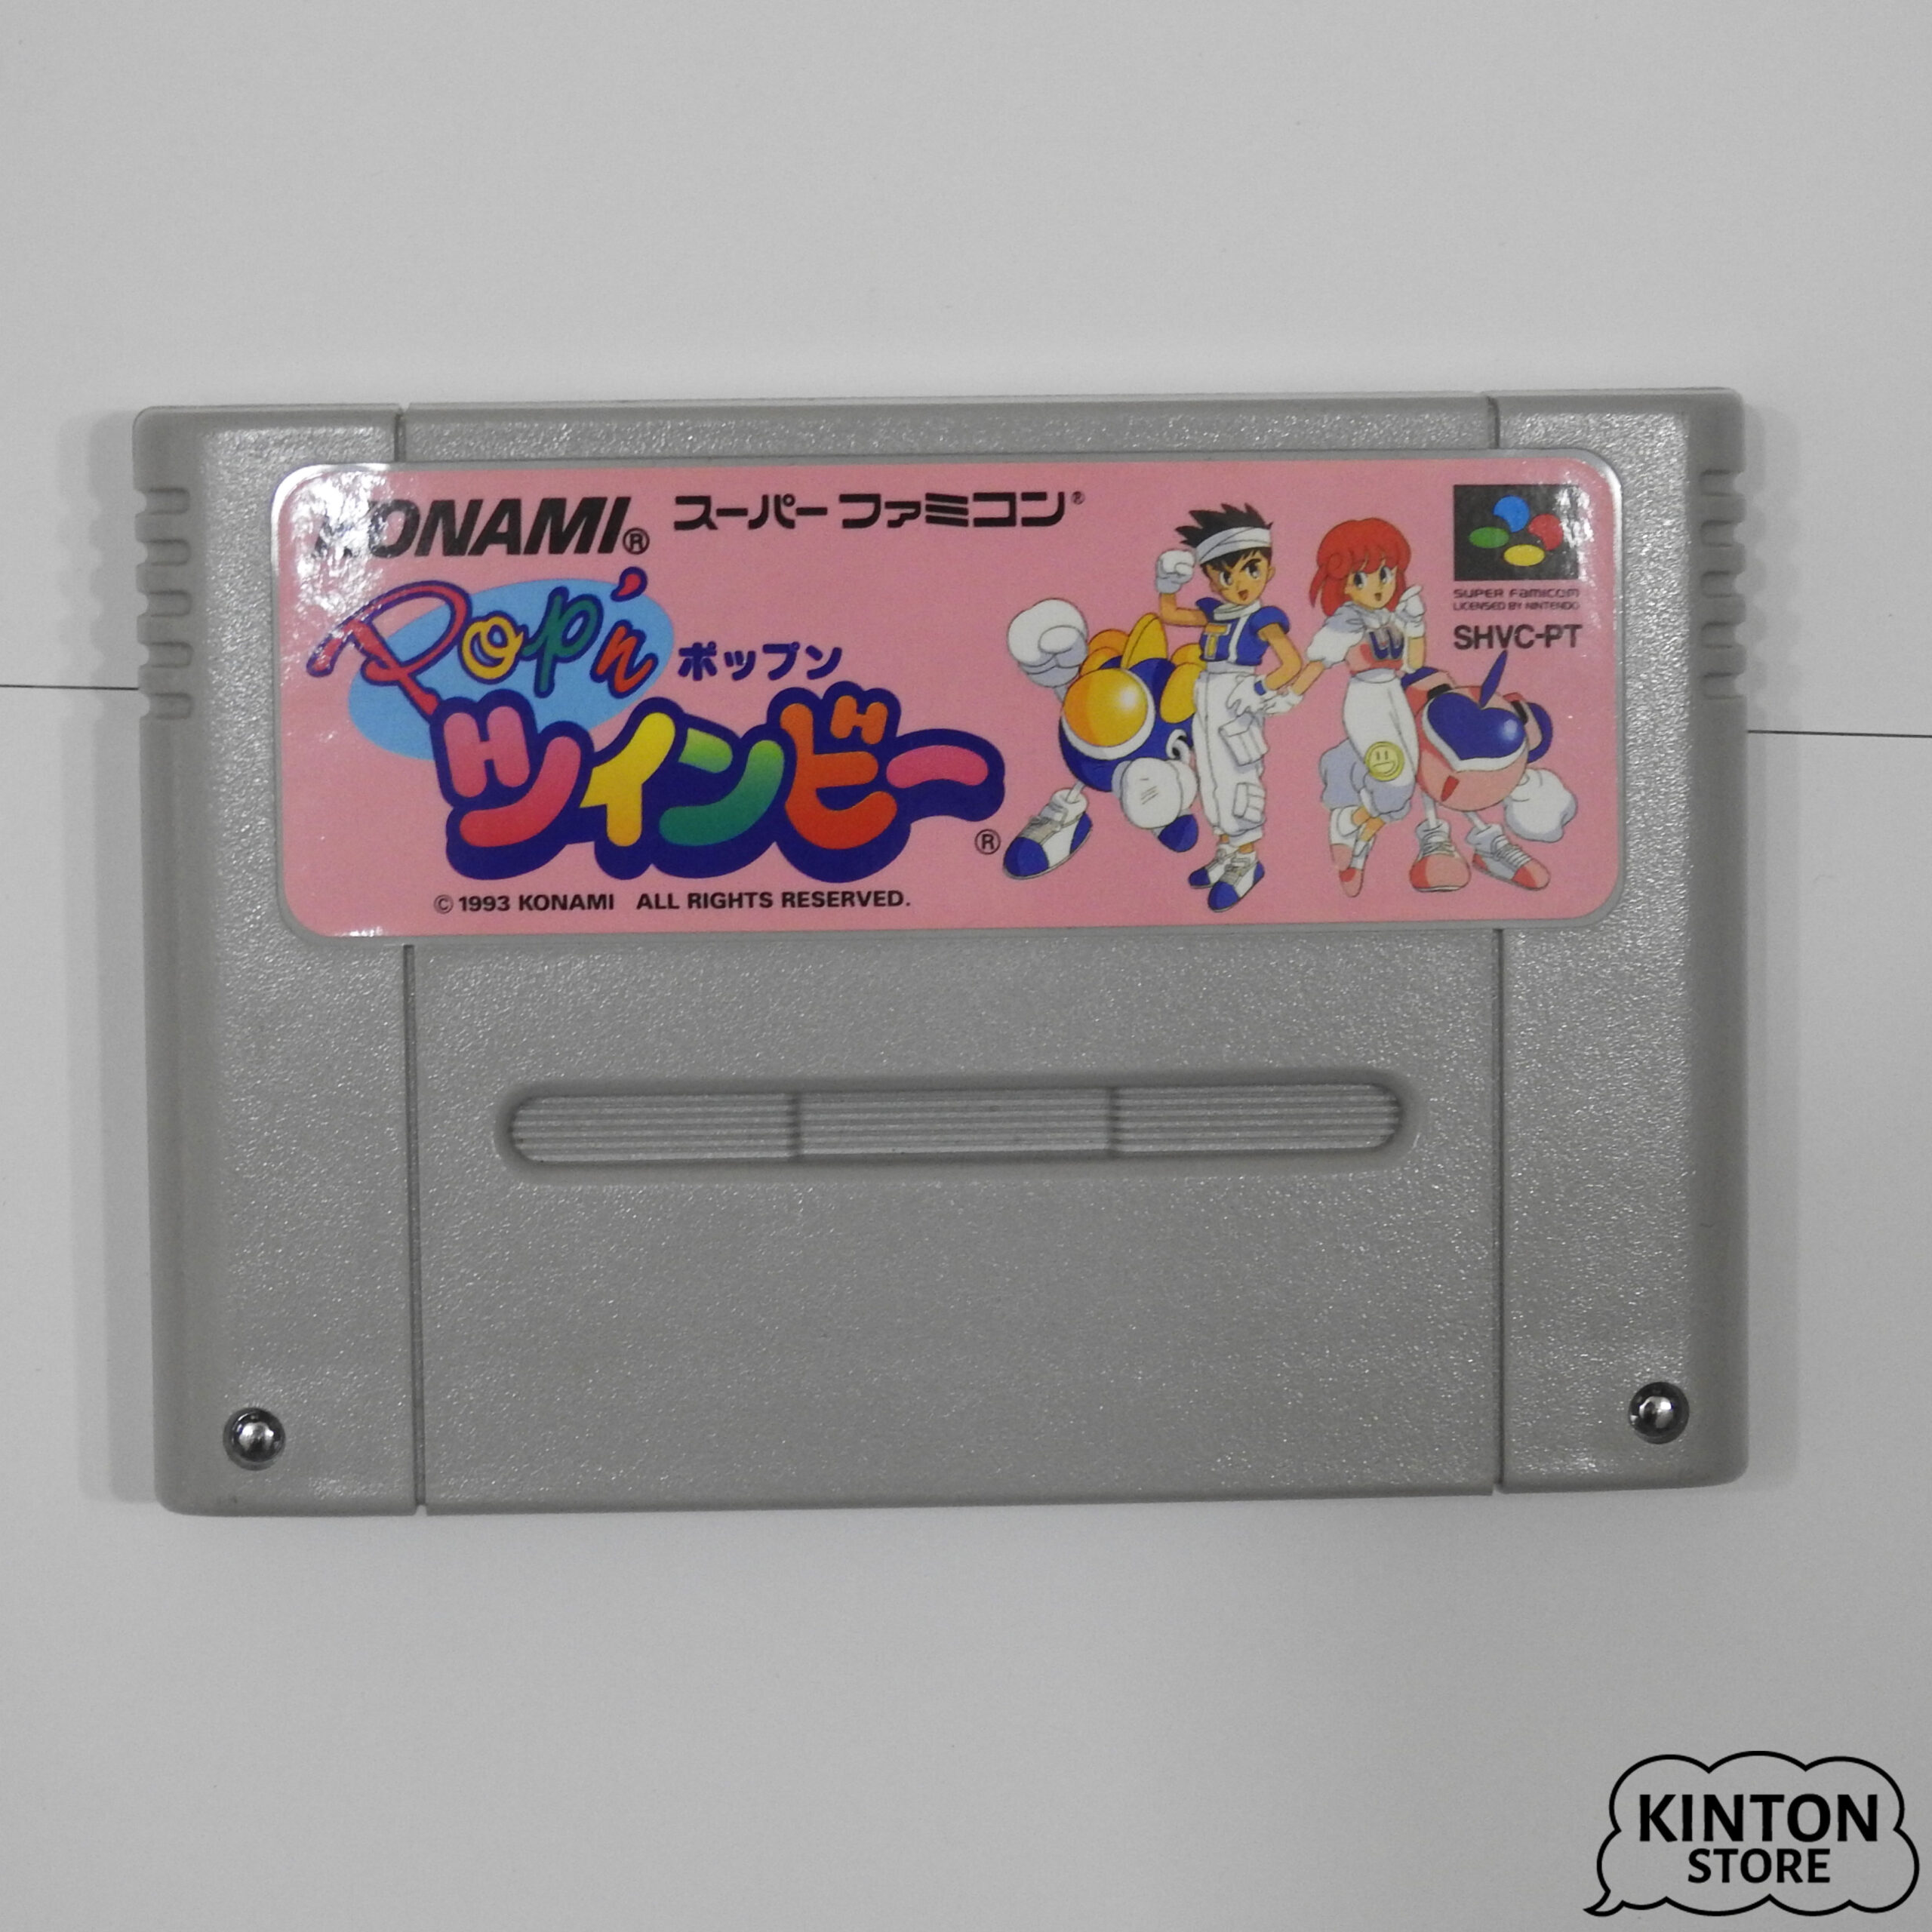 KONAMI® スーパーファミコン®
Pop'n ポップン
ツインビー®
© 1993 KONAMI ALL RIGHTS RESERVED.
SUPER FAMICOM
LICENSED BY NINTENDO
SHVC-PT
T
W
KINTON
STORE